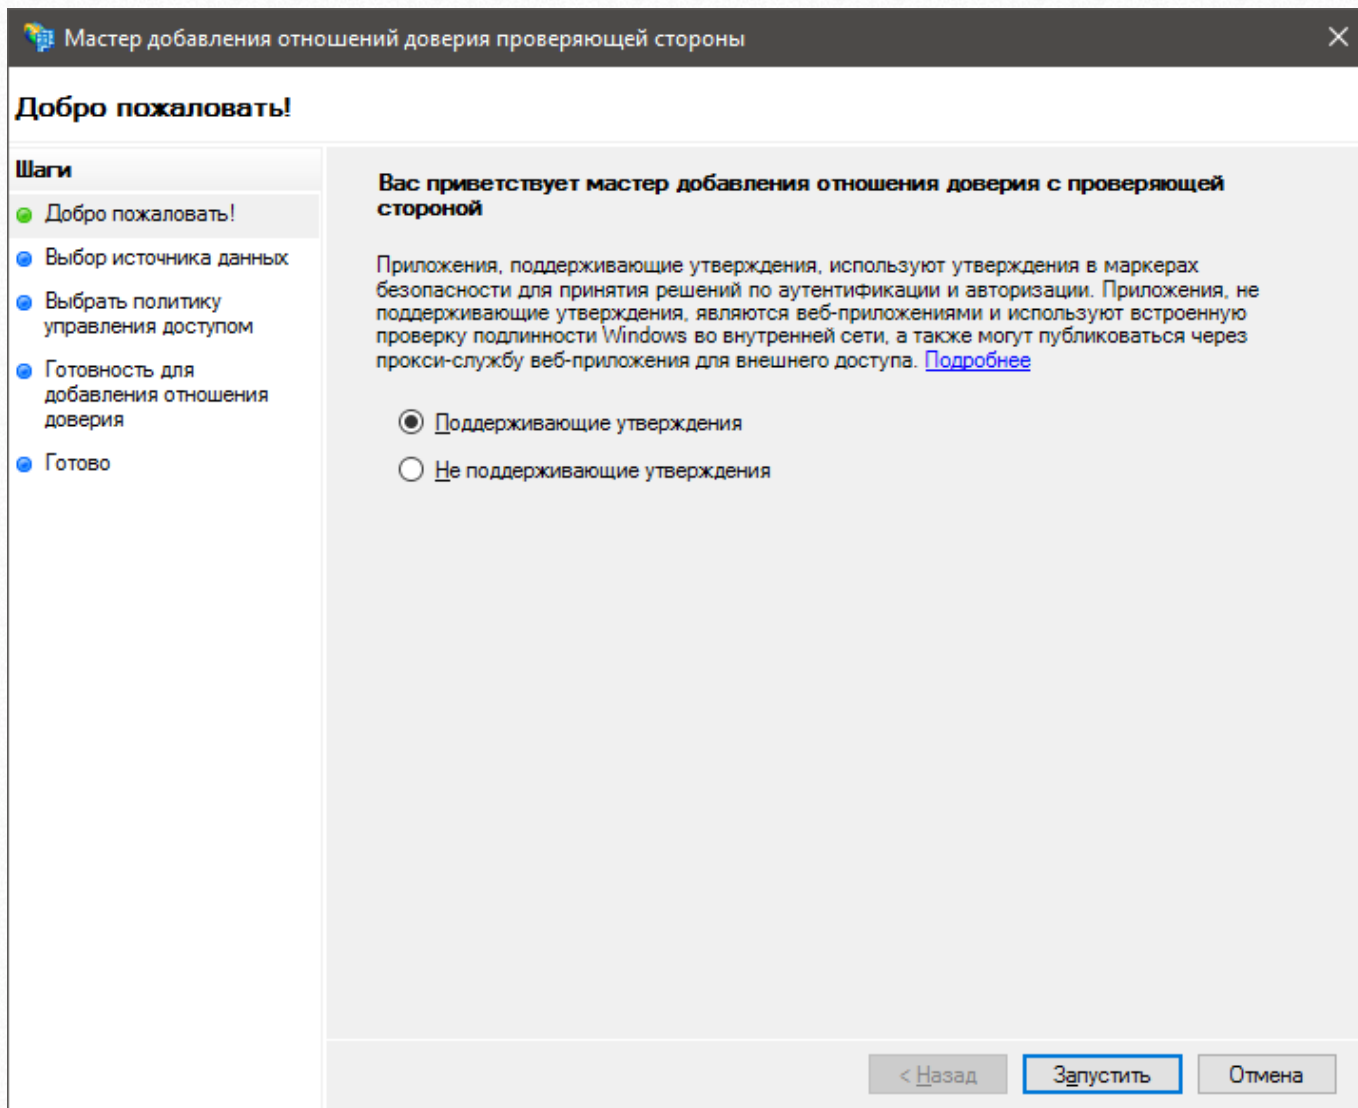 Мастер добавления отношений доверия проверяющей стороны
Добро пожаловать!
Шаги
Добро пожаловать!
Выбор источника данных
Выбрать политику
управления доступом
Готовность для
добавления отношения
доверия
Готово
Вас приветствует мастер добавления отношения доверия с проверяющей
стороной
Приложения, поддерживающие утверждения, используют утверждения в маркерах
безопасности для принятия решений по аутентификации и авторизации. Приложения, не
поддерживающие утверждения, являются веб-приложениями и используют встроенную
проверку подлинности Windows во внутренней сети, а также могут публиковаться через
прокси-службу веб-приложения для внешнего доступа. Подробнее
Поддерживающие утверждения
Не поддерживающие утверждения
< Назад
Запустить
Отмена